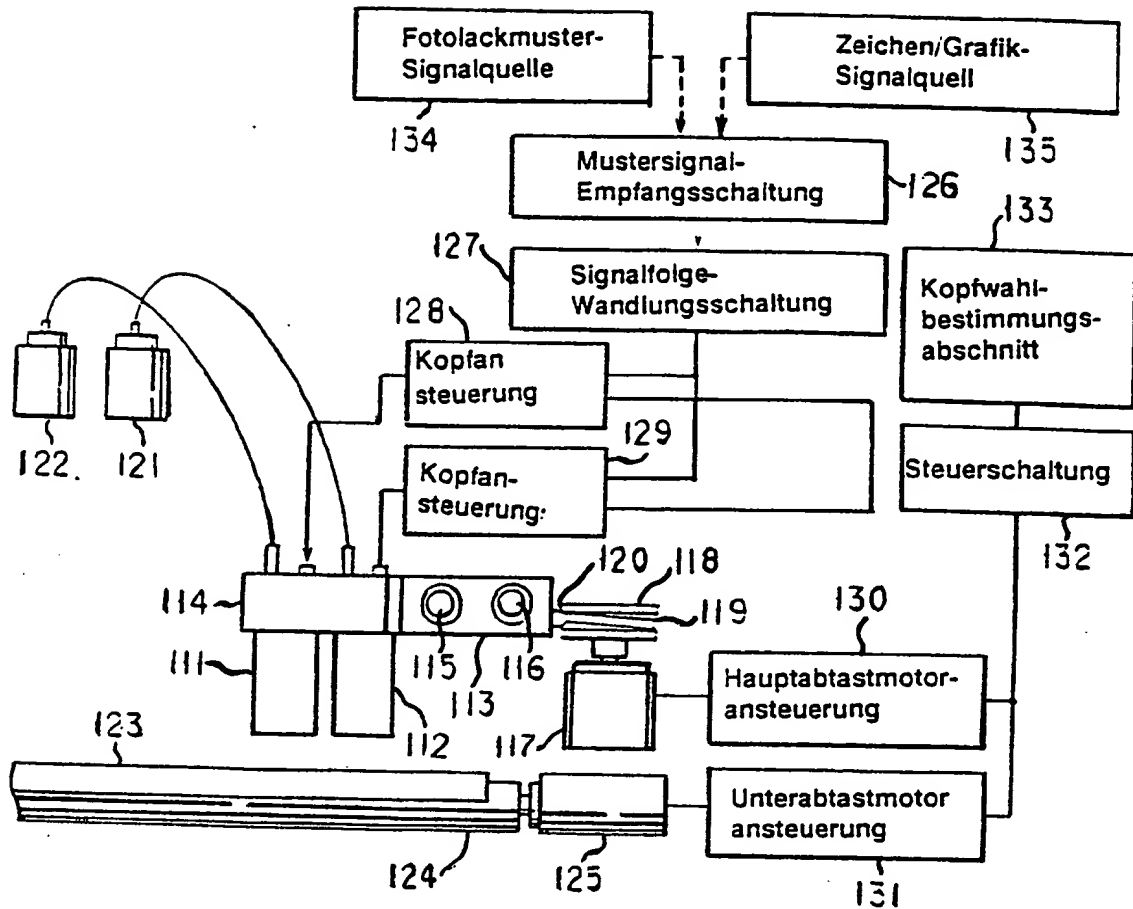 Fotolackmuster-
Signalquelle
134
Zeichen/Grafik-
Signalquell
135
Mustersignal-
Empfangsschaltung
126
133
127
Signalfolge-
Wandlungsschaltung
Kopfwahl-
bestimmungs-
abschnitt
128
Kopfan
steuerung
122.
121
129
Kopfan-
steuerung:
Steuerschaltung
132
120
118
119
114
115
116
113
111
112
117
130
Hauptabtastmotor-
ansteuerung
123
124
125
Unterabtastmotor
ansteuerung
131